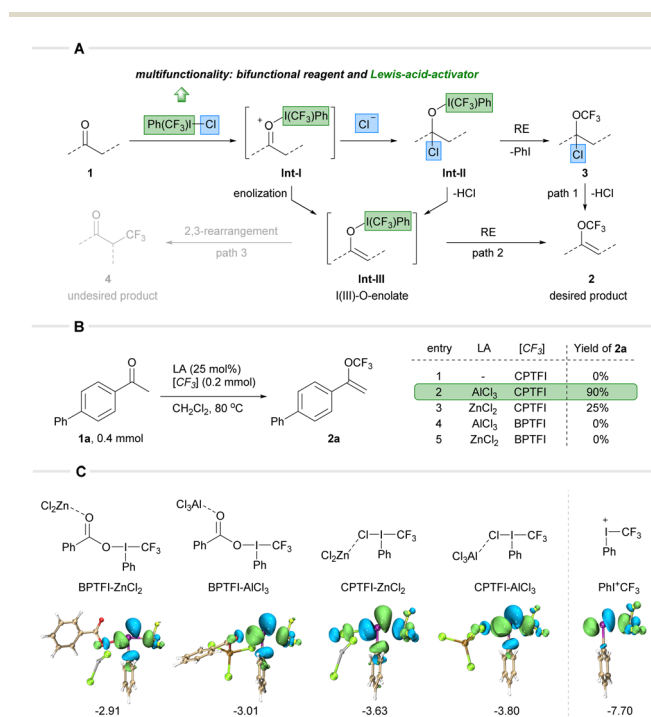 A
multifunctionality: bifunctional reagent and Lewis-acid-activator
O
1
Ph(CF₃)I—Cl
+
O—I(CF₃)Ph
Int-I
Cl⁻
O—I(CF₃)Ph
Cl
Int-II
RE
-PhI
OCF₃
Cl
3
enolization
-HCl
path 1
-HCl
O
CF₃
4
undesired product
2,3-rearrangement
path 3
O—I(CF₃)Ph
Int-III
I(III)-O-enolate
RE
path 2
OCF₃
2
desired product
B
O
Ph
1a, 0.4 mmol
LA (25 mol%)
[CF₃] (0.2 mmol)
CH₂Cl₂, 80 °C
OCF₃
Ph
2a
entry LA [CF₃] Yield of 2a
1 - CPTFI 0%
2 AlCl₃ CPTFI 90%
3 ZnCl₂ CPTFI 25%
4 AlCl₃ BPTFI 0%
5 ZnCl₂ BPTFI 0%
C
Cl₂Zn
O
Ph O—I—CF₃
Ph
BPTFI-ZnCl₂
Cl₃Al
O
Ph O—I—CF₃
Ph
BPTFI-AlCl₃
Cl—I—CF₃
Cl₂Zn Ph
CPTFI-ZnCl₂
Cl—I—CF₃
Cl₃Al Ph
CPTFI-AlCl₃
+
I—CF₃
Ph
PhI⁺CF₃
-2.91 -3.01 -3.63 -3.80 -7.70